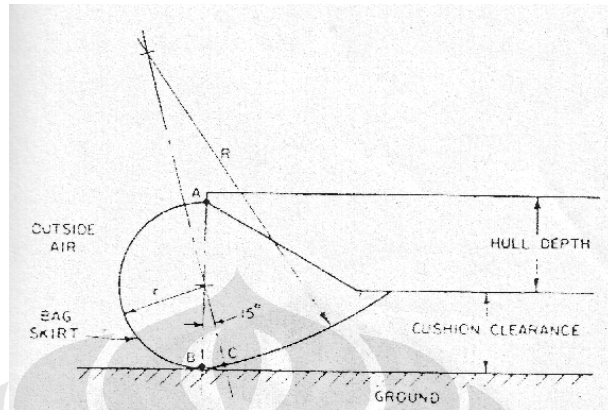 R
A
OUTSIDE
AIR
HULL DEPTH
r
15°
BAG
SKIRT
CUSHION CLEARANCE
B
C
GROUND